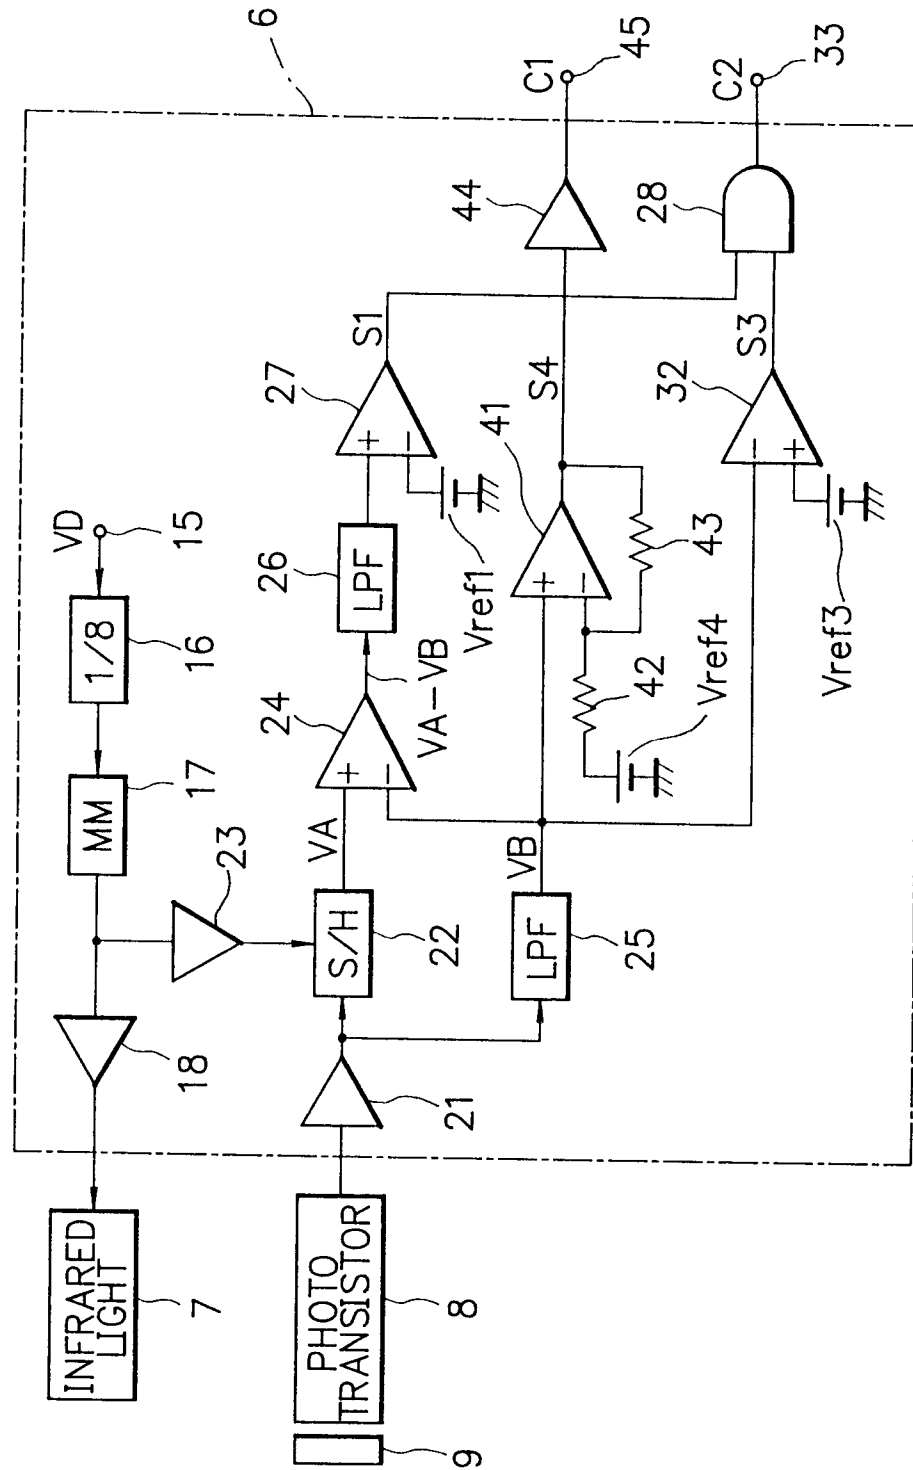 6
VD
15
1/8
16
MM
17
18
INFRARED
LIGHT
7
23
S/H
22
VA
24
VA-VB
LPF
26
27
S1
Vref1
PHOTO
TRANSISTOR
8
9
21
LPF
25
VB
41
S4
42
43
Vref4
44
C1
45
32
S3
Vref3
28
C2
33
+
−
+
−
+
−
−
+